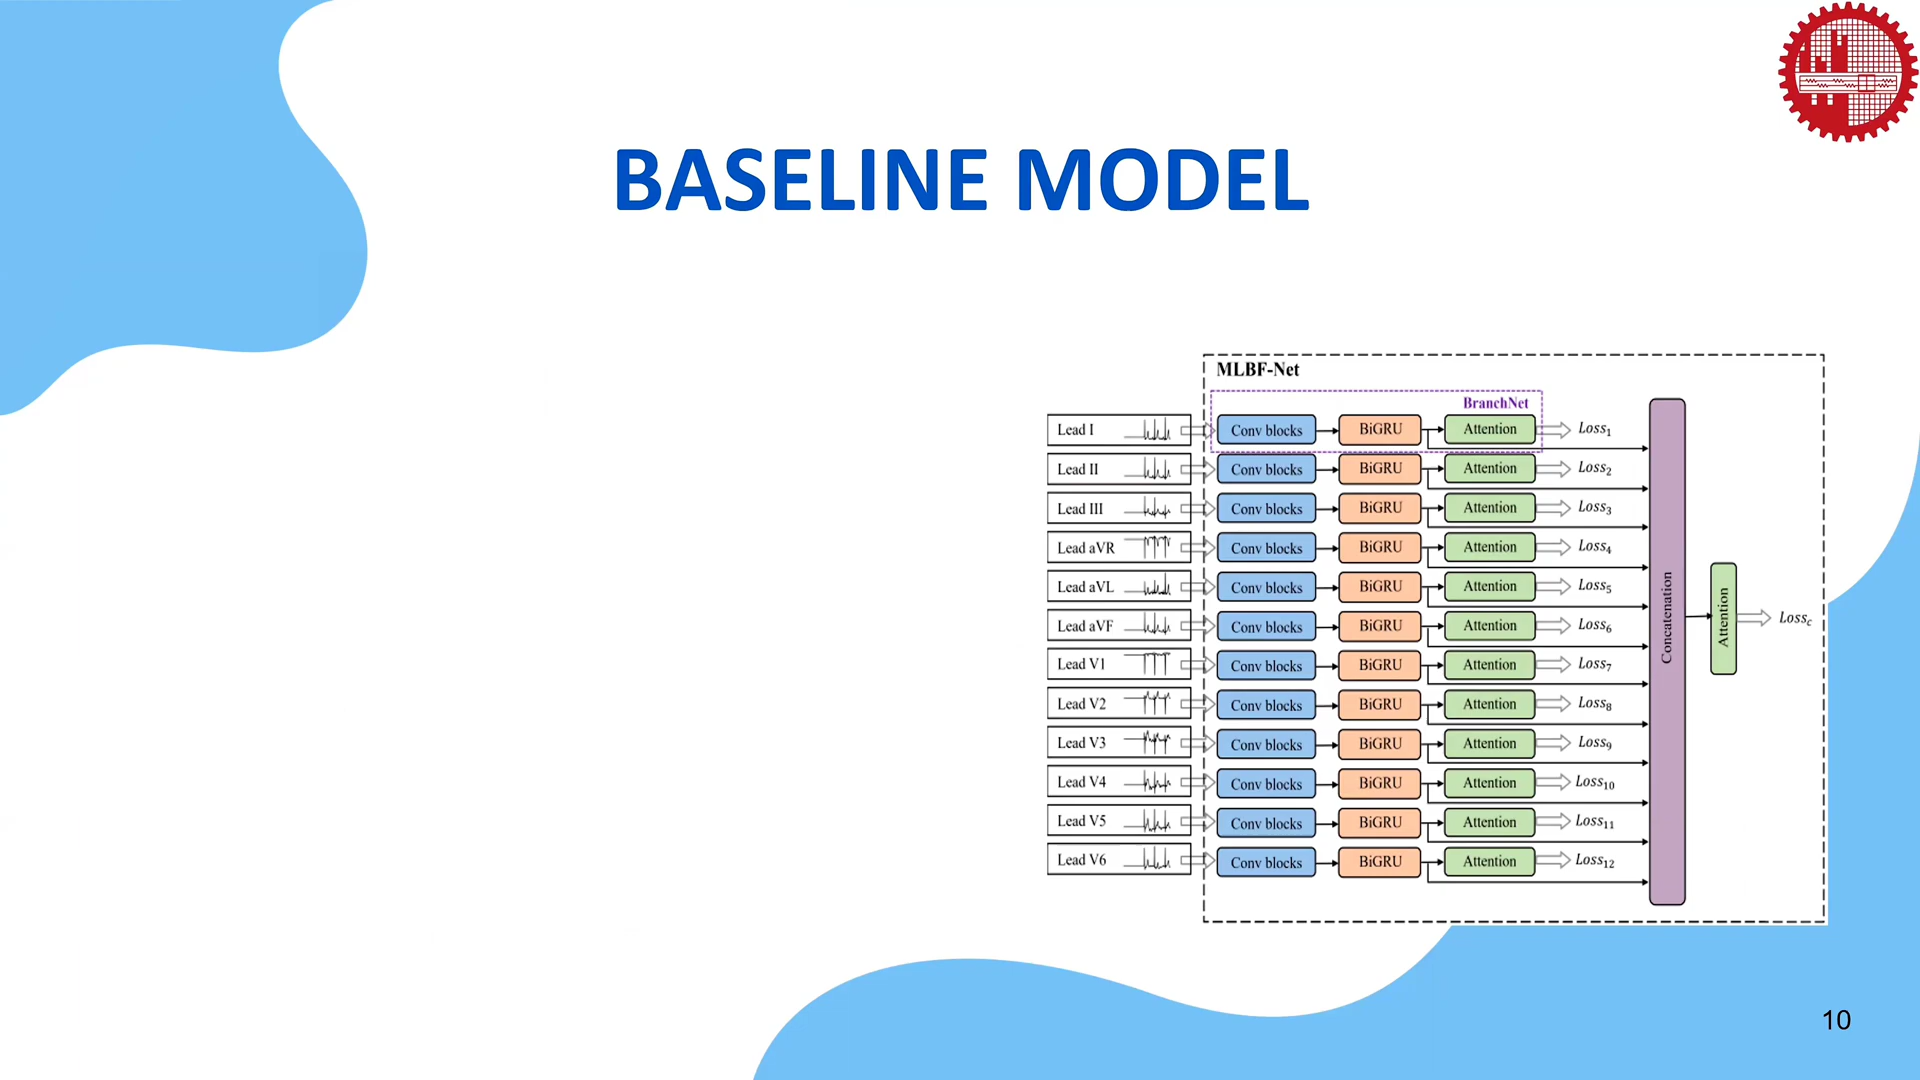 BASELINE MODEL
MLBF-Net
BranchNet
Lead I Conv blocks BiGRU Attention Loss1
Lead II Conv blocks BiGRU Attention Loss2
Lead III Conv blocks BiGRU Attention Loss3
Lead aVR Conv blocks BiGRU Attention Loss4
Lead aVL Conv blocks BiGRU Attention Loss5
Lead aVF Conv blocks BiGRU Attention Loss6
Lead V1 Conv blocks BiGRU Attention Loss7
Lead V2 Conv blocks BiGRU Attention Loss8
Lead V3 Conv blocks BiGRU Attention Loss9
Lead V4 Conv blocks BiGRU Attention Loss10
Lead V5 Conv blocks BiGRU Attention Loss11
Lead V6 Conv blocks BiGRU Attention Loss12
Concatenation
Attention
Lossc
10